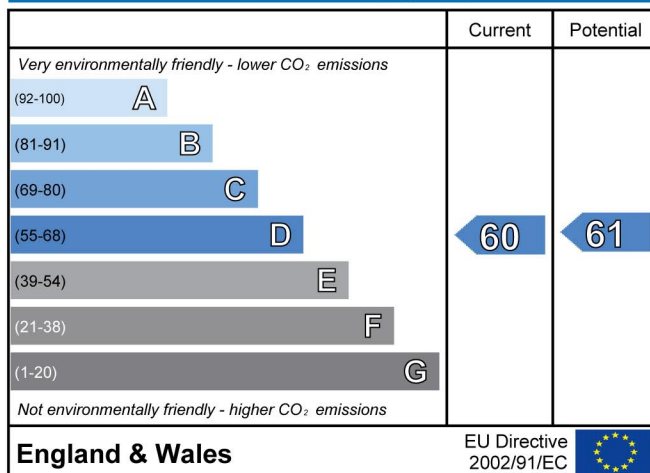 Current Potential
Very environmentally friendly - lower CO₂ emissions
(92-100) A
(81-91) B
(69-80) C
(55-68) D 60 61
(39-54) E
(21-38) F
(1-20) G
Not environmentally friendly - higher CO₂ emissions
England & Wales
EU Directive
2002/91/EC